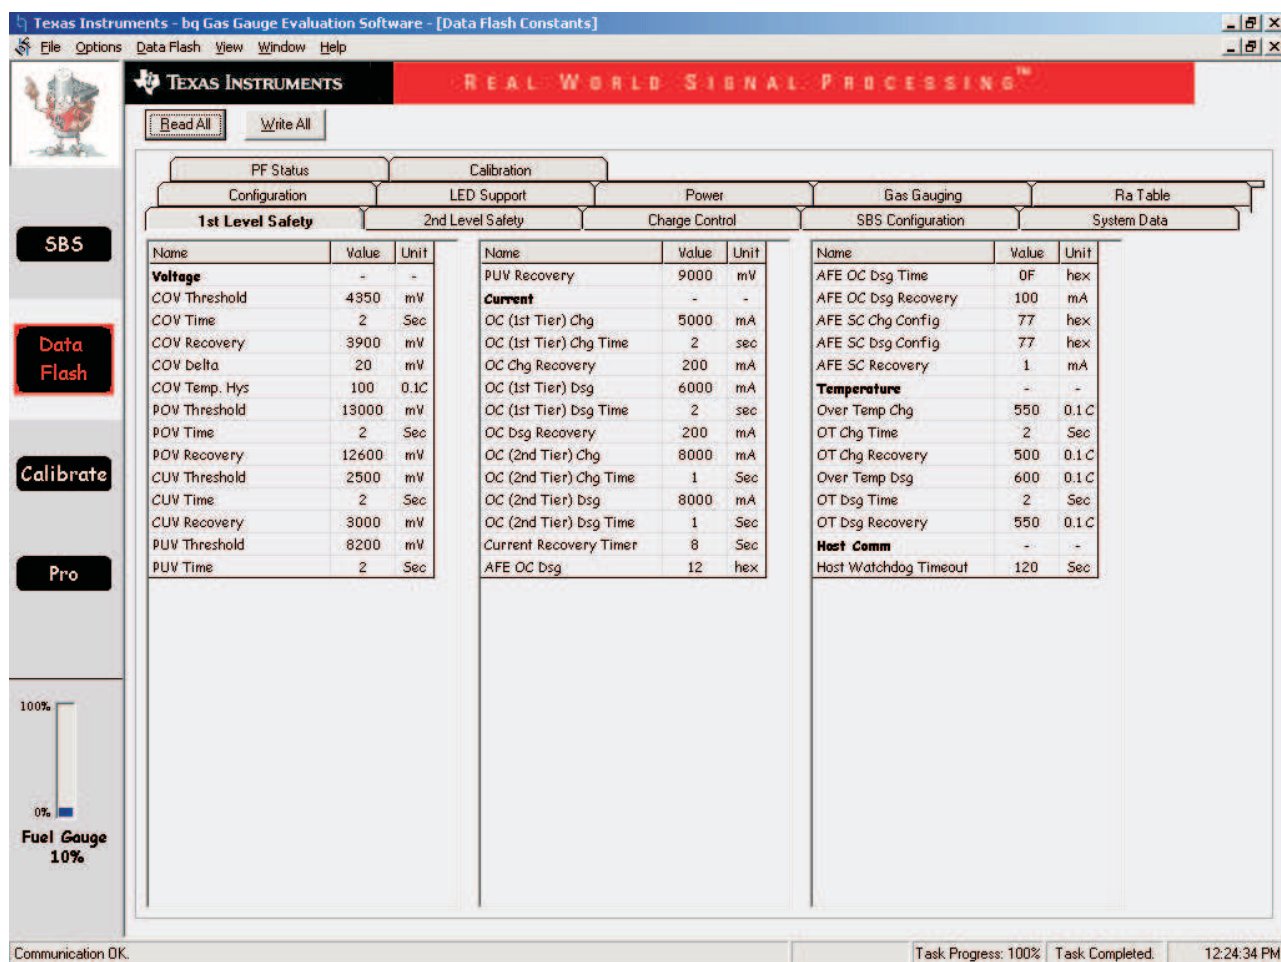 Texas Instruments - bq Gas Gauge Evaluation Software - [Data Flash Constants]
File Options Data Flash View Window Help
TEXAS INSTRUMENTS
REAL WORLD SIGNAL PROCESSING™
Read All Write All
PF Status Calibration
Configuration LED Support Power Gas Gauging Ra Table
1st Level Safety 2nd Level Safety Charge Control SBS Configuration System Data
SBS
Data Flash
Calibrate
Pro
100%
0%
Fuel Gauge
10%
Name Value Unit
Voltage - -
COV Threshold 4350 mV
COV Time 2 Sec
COV Recovery 3900 mV
COV Delta 20 mV
COV Temp. Hys 100 0.1C
POV Threshold 13000 mV
POV Time 2 Sec
POV Recovery 12600 mV
CUV Threshold 2500 mV
CUV Time 2 Sec
CUV Recovery 3000 mV
PUV Threshold 8200 mV
PUV Time 2 Sec
Name Value Unit
PUV Recovery 9000 mV
Current - -
OC (1st Tier) Chg 5000 mA
OC (1st Tier) Chg Time 2 sec
OC Chg Recovery 200 mA
OC (1st Tier) Dsg 6000 mA
OC (1st Tier) Dsg Time 2 sec
OC Dsg Recovery 200 mA
OC (2nd Tier) Chg 8000 mA
OC (2nd Tier) Chg Time 1 Sec
OC (2nd Tier) Dsg 8000 mA
OC (2nd Tier) Dsg Time 1 Sec
Current Recovery Timer 8 Sec
AFE OC Dsg 12 hex
Name Value Unit
AFE OC Dsg Time 0F hex
AFE OC Dsg Recovery 100 mA
AFE SC Chg Config 77 hex
AFE SC Dsg Config 77 hex
AFE SC Recovery 1 mA
Temperature - -
Over Temp Chg 550 0.1 C
OT Chg Time 2 Sec
OT Chg Recovery 500 0.1 C
Over Temp Dsg 600 0.1 C
OT Dsg Time 2 Sec
OT Dsg Recovery 550 0.1 C
Host Comm - -
Host Watchdog Timeout 120 Sec
Communication OK. Task Progress: 100% Task Completed. 12:24:34 PM